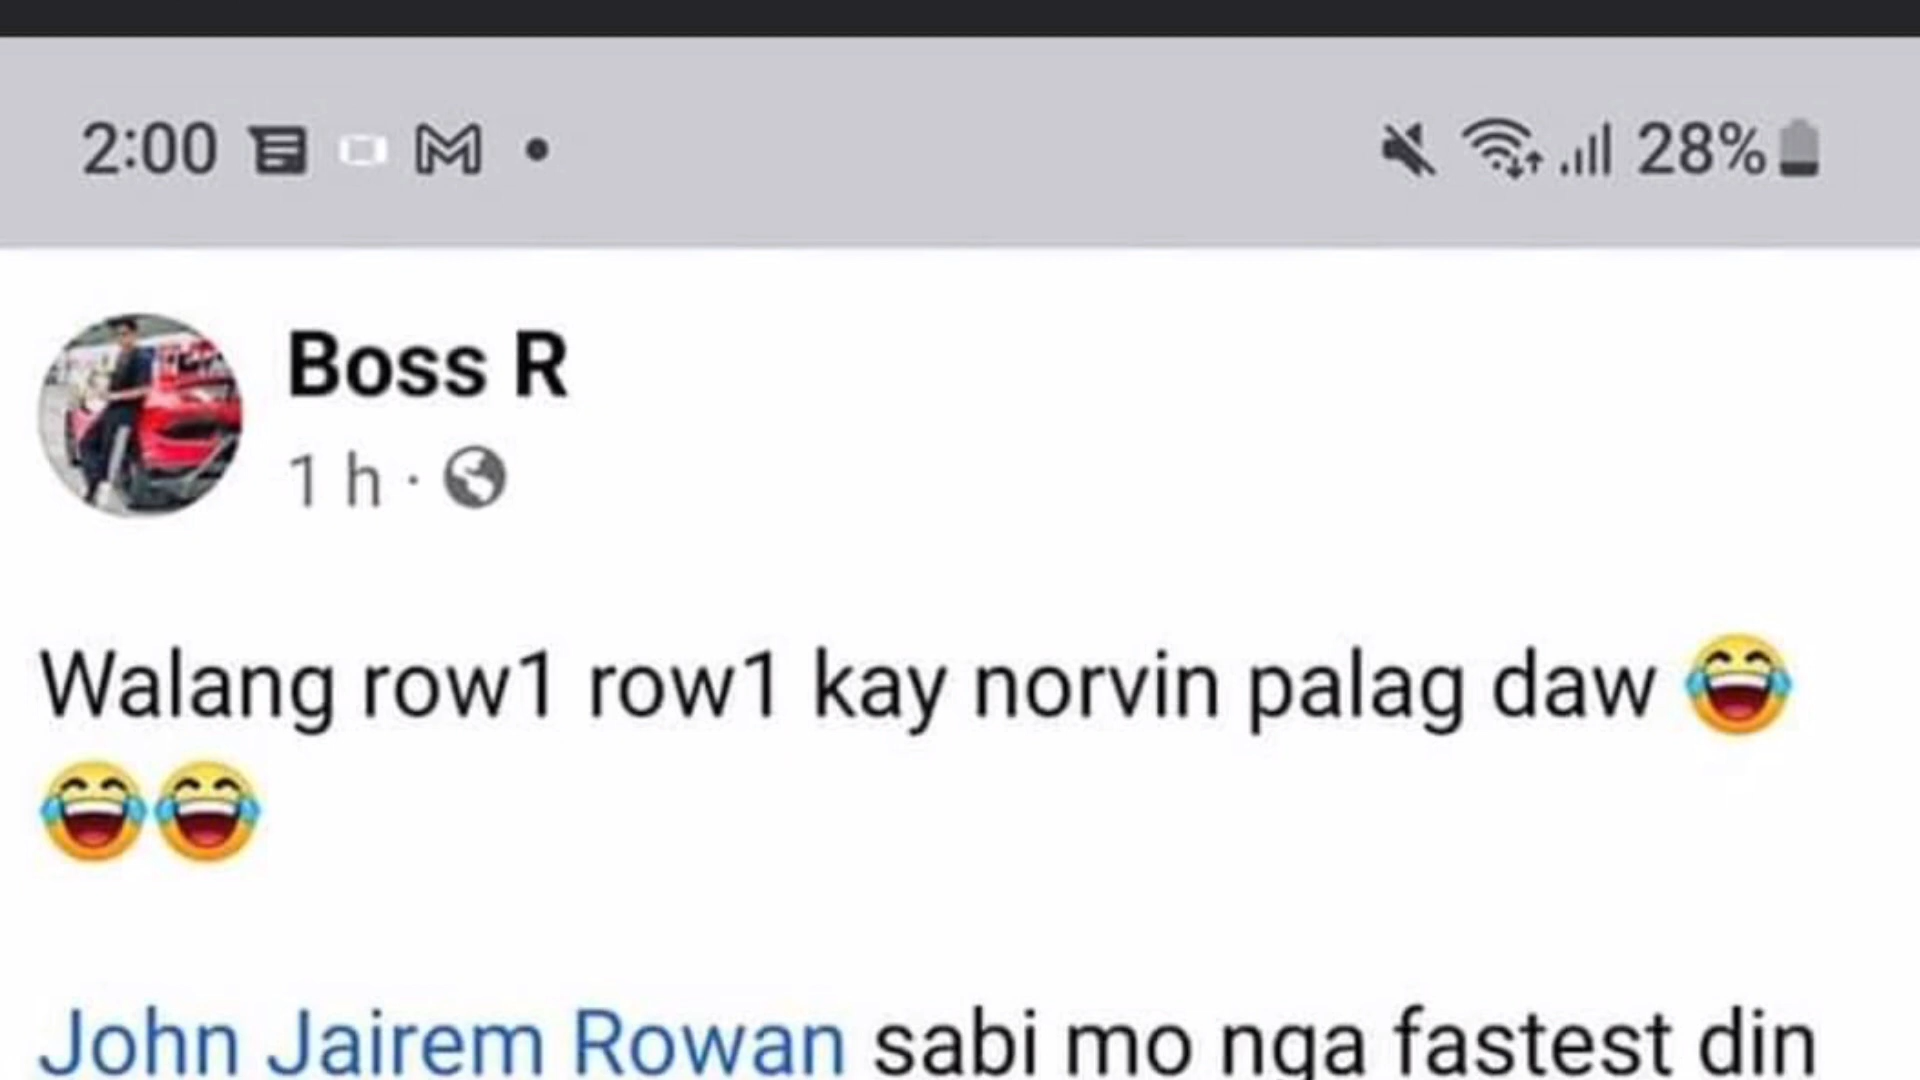 2:00 28%
Boss R
1 h ·
Walang row1 row1 kay norvin palag daw 😂
😂😂
John Jairem Rowan sabi mo nga fastest din